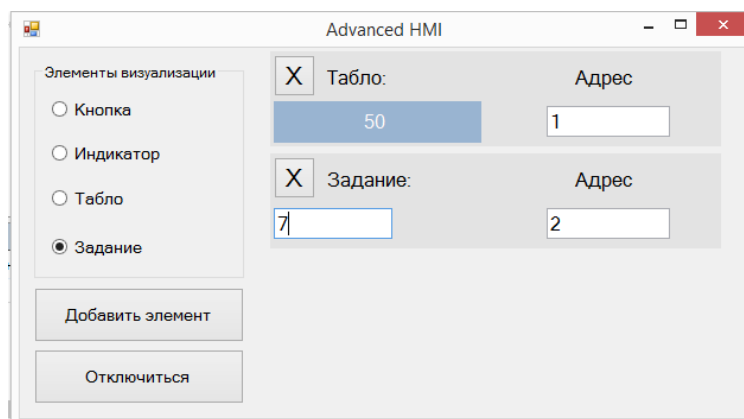 Advanced HMI
Элементы визуализации
Кнопка
Индикатор
Табло
Задание
Добавить элемент
Отключиться
X Табло: Адрес
50 1
X Задание: Адрес
7 2